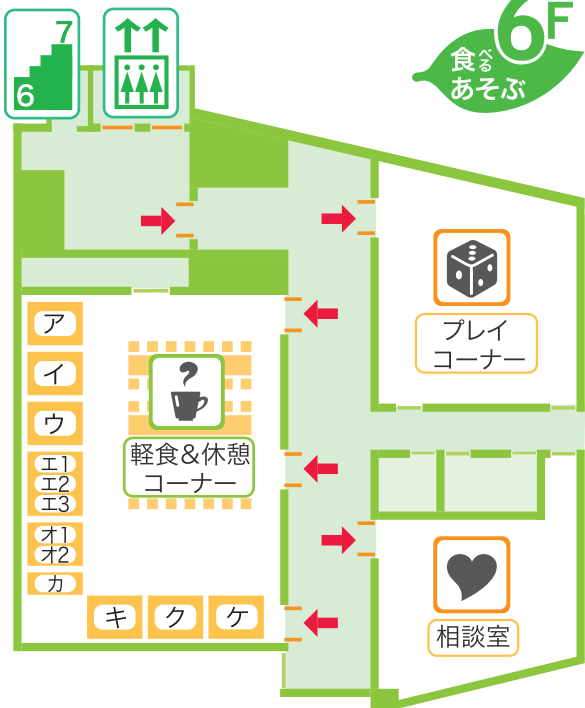 7
6
6F
食べる
あそぶ
プレイ
コーナー
ア
イ
ウ
エ1
エ2
エ3
オ1
オ2
カ
キ
ク
ケ
軽食&休憩
コーナー
相談室